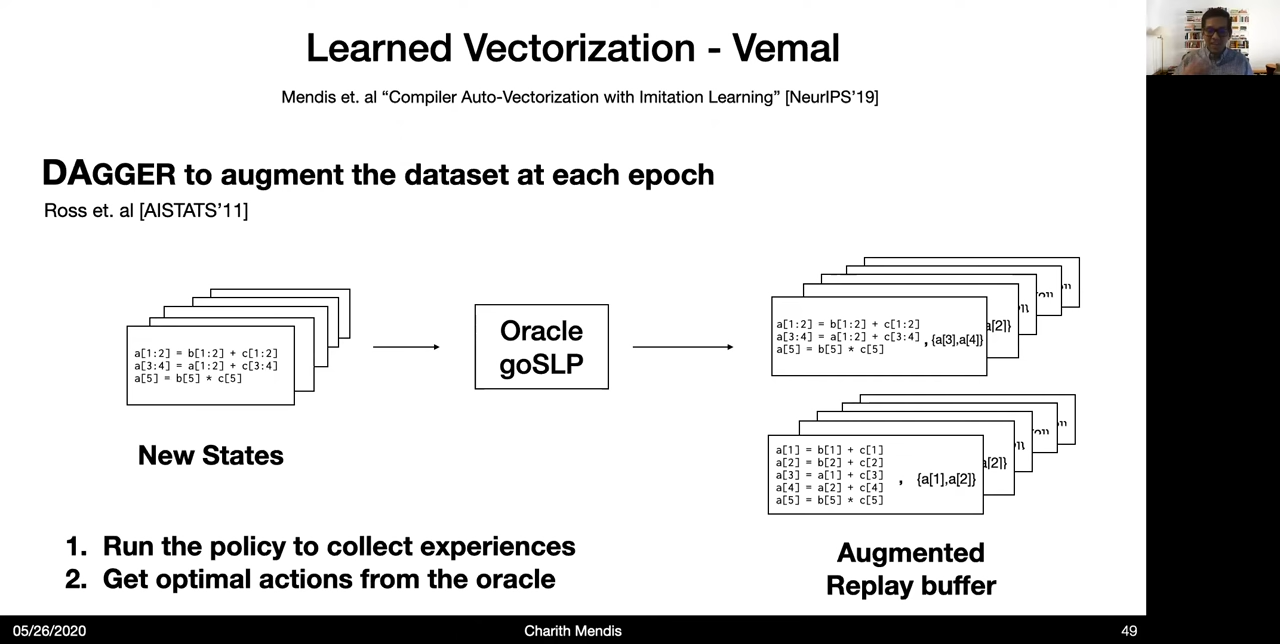 Learned Vectorization - Vemal
Mendis et. al “Compiler Auto-Vectorization with Imitation Learning” [NeurIPS’19]
DAGGER to augment the dataset at each epoch
Ross et. al [AISTATS’11]
a[1:2] = b[1:2] + c[1:2]
a[3:4] = a[1:2] + c[3:4]
a[5] = b[5] * c[5]
New States
Oracle
goSLP
a[1:2] = b[1:2] + c[1:2]
a[3:4] = a[1:2] + c[3:4] ,{a[3],a[4]}
a[5] = b[5] * c[5]
a[2]}
a[1] = b[1] + c[1]
a[2] = b[2] + c[2]
a[3] = a[1] + c[3]
a[4] = a[2] + c[4]
a[5] = b[5] * c[5]
, {a[1],a[2]}
a[2]}
Augmented
Replay buffer
1. Run the policy to collect experiences
2. Get optimal actions from the oracle
05/26/2020
Charith Mendis
49